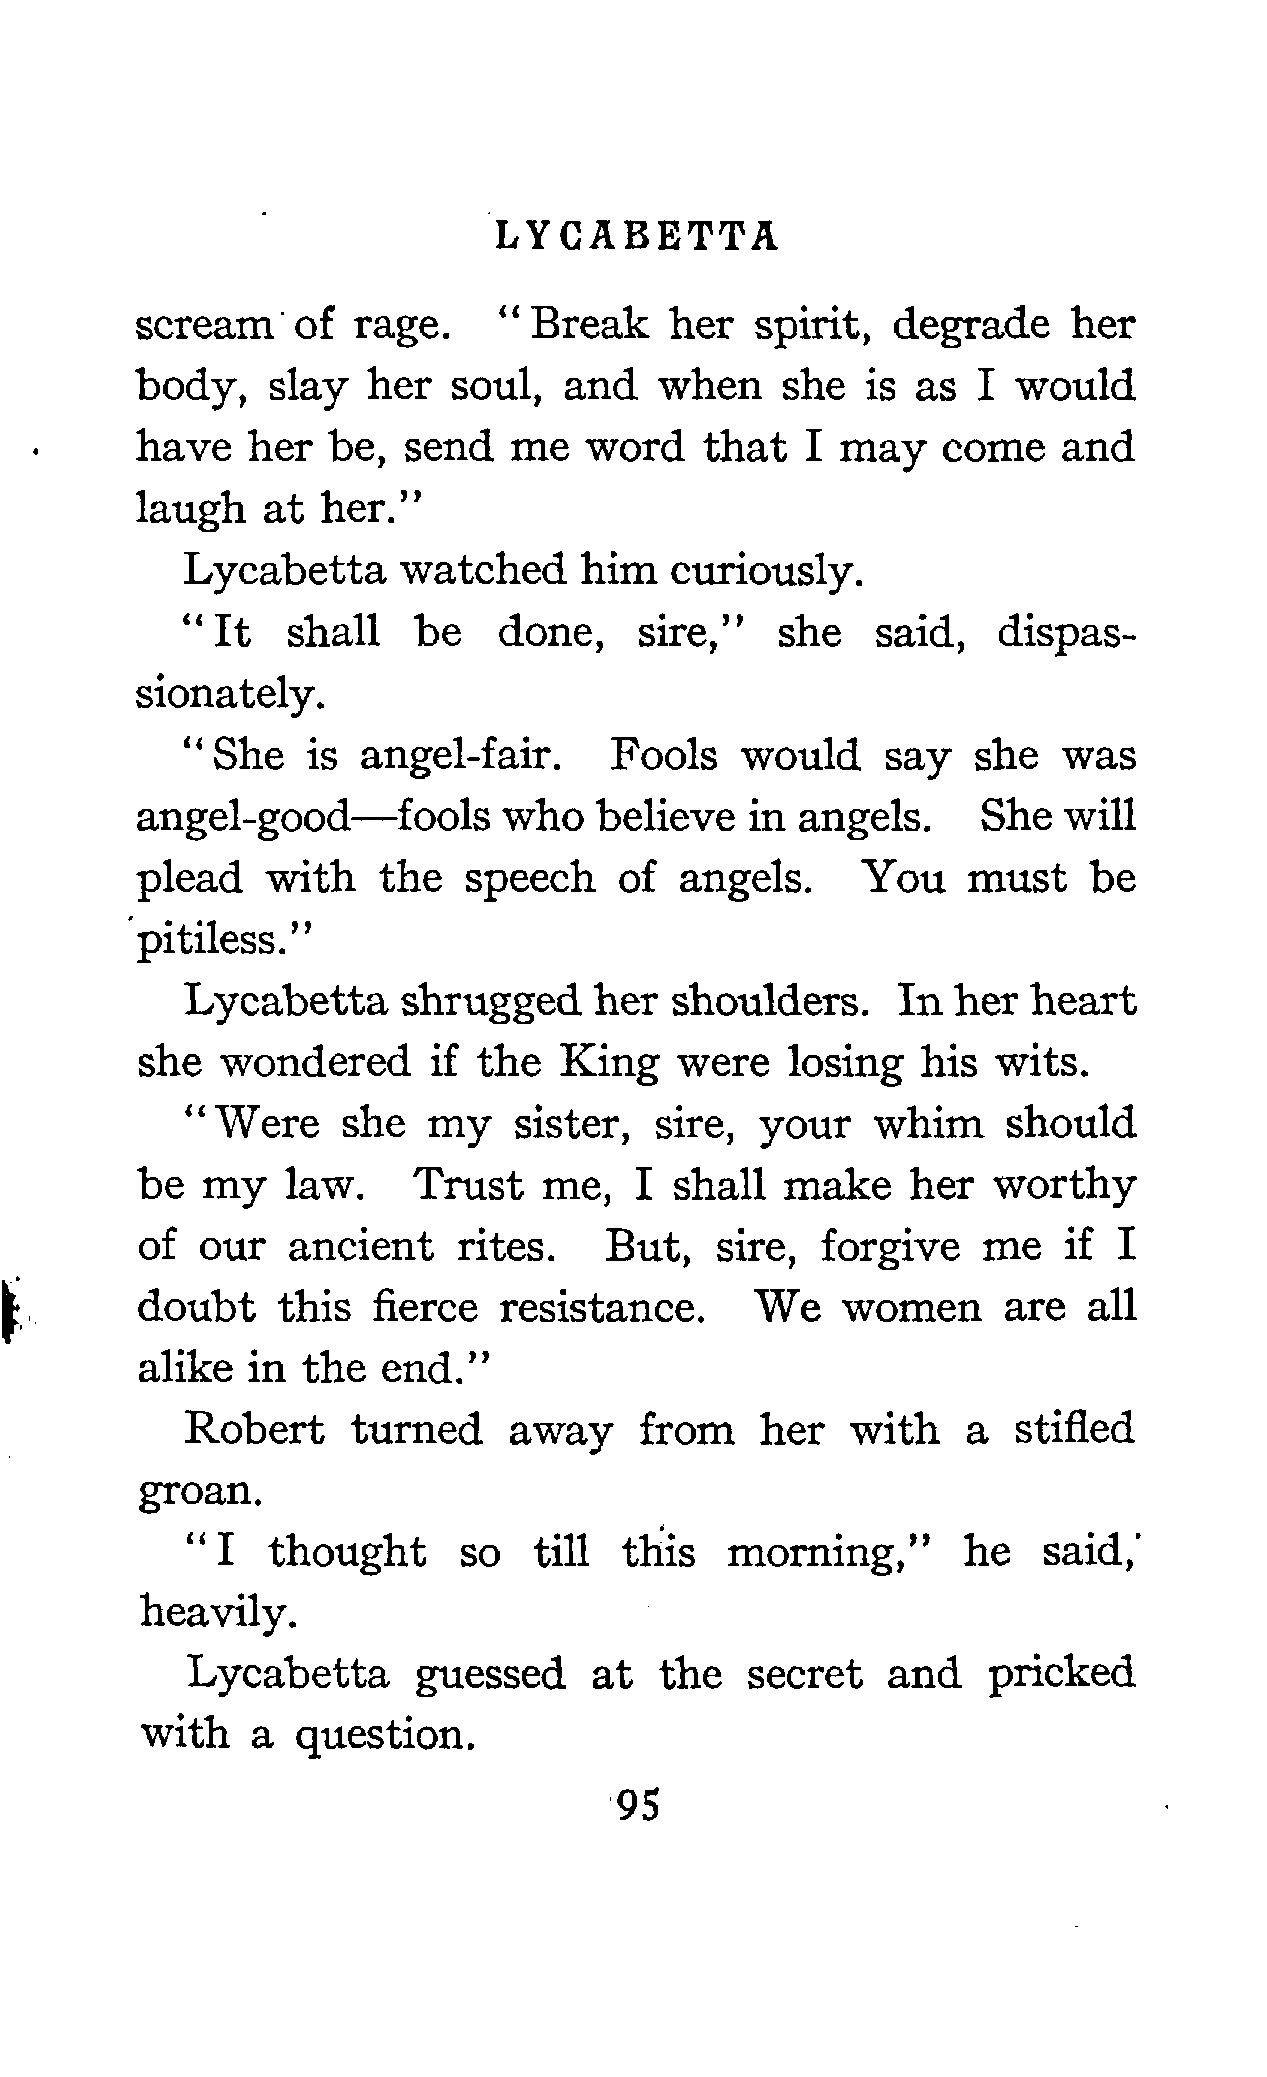 LYCABETTA
scream of rage. "Break her spirit, degrade her
body, slay her soul, and when she is as I would
have her be, send me word that I may come and
laugh at her."
Lycabetta watched him curiously.
"It shall be done, sire," she said, dispas-
sionately.
"She is angel-fair. Fools would say she was
angel-good—fools who believe in angels. She will
plead with the speech of angels. You must be
pitiless."
Lycabetta shrugged her shoulders. In her heart
she wondered if the King were losing his wits.
"Were she my sister, sire, your whim should
be my law. Trust me, I shall make her worthy
of our ancient rites. But, sire, forgive me if I
doubt this fierce resistance. We women are all
alike in the end."
Robert turned away from her with a stifled
groan.
"I thought so till this morning," he said,
heavily.
Lycabetta guessed at the secret and pricked
with a question.
95